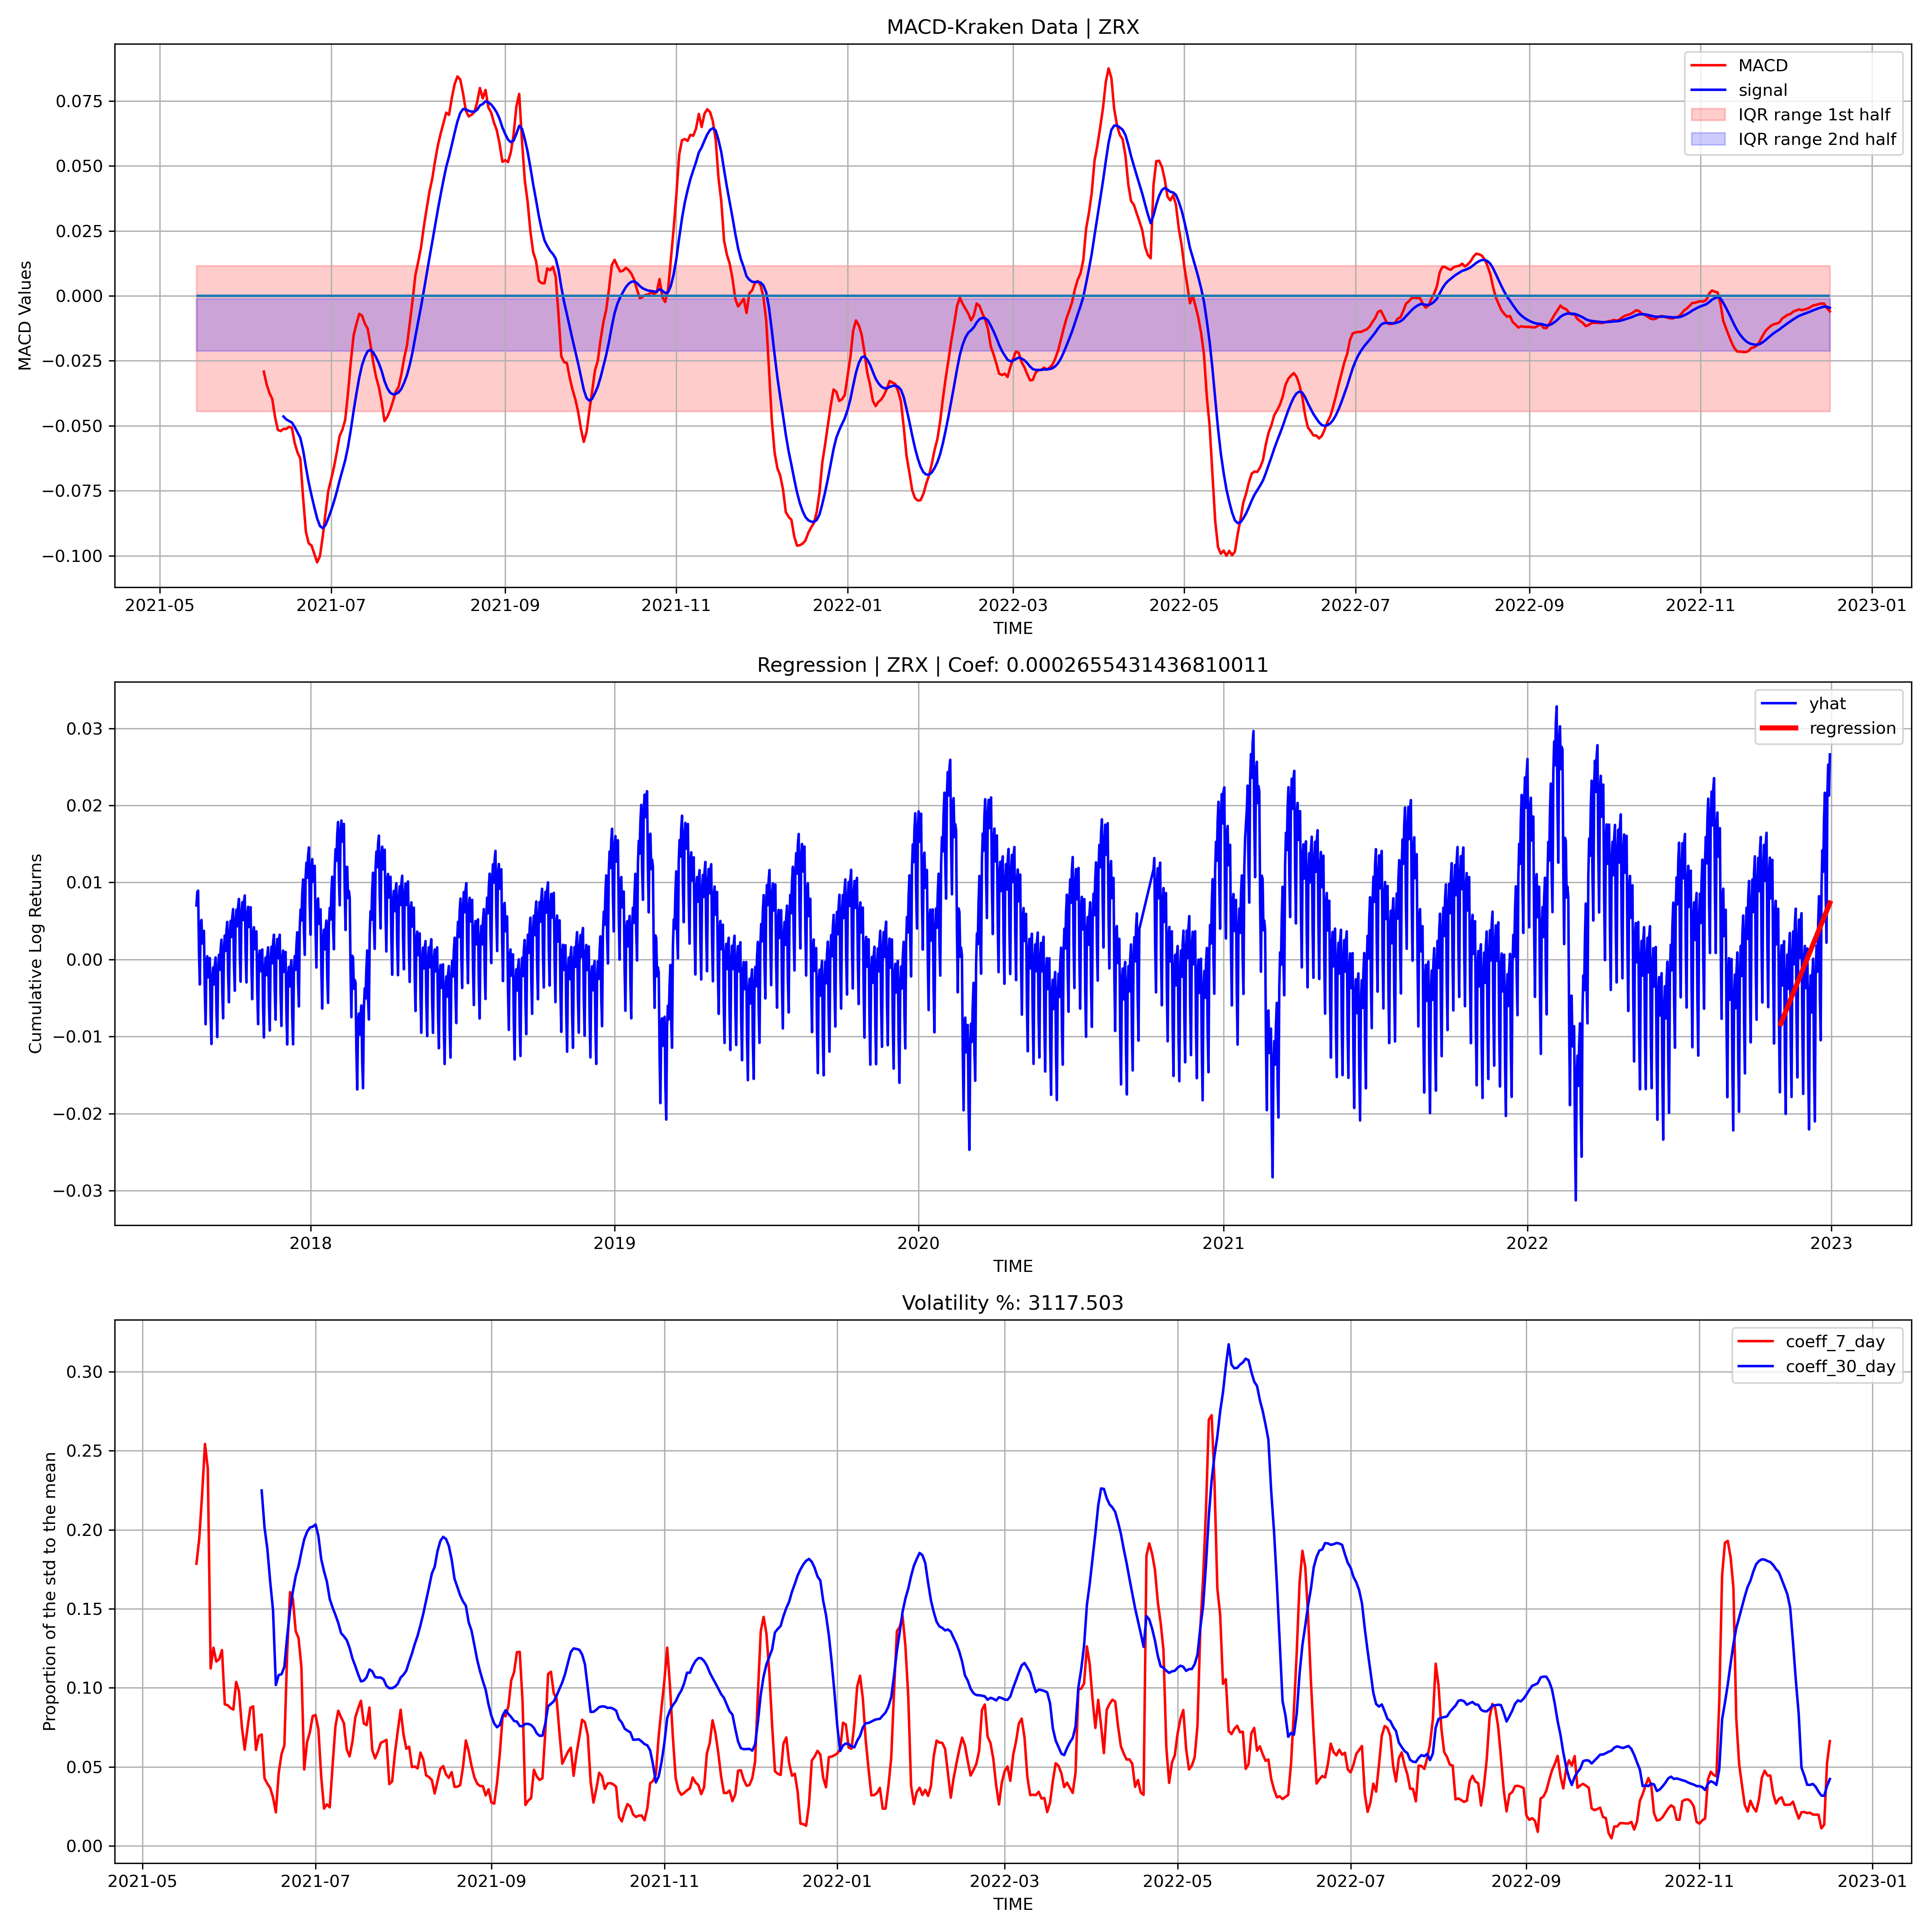 MACD-Kraken Data | ZRX
MACD
signal
IQR range 1st half
IQR range 2nd half
MACD Values
0.075
0.050
0.025
0.000
−0.025
−0.050
−0.075
−0.100
2021-05 2021-07 2021-09 2021-11 2022-01 2022-03 2022-05 2022-07 2022-09 2022-11 2023-01
TIME
Regression | ZRX | Coef: 0.0002655431436810011
yhat
regression
Cumulative Log Returns
0.03
0.02
0.01
0.00
−0.01
−0.02
−0.03
2018 2019 2020 2021 2022 2023
TIME
Volatility %: 3117.503
coeff_7_day
coeff_30_day
Proportion of the std to the mean
0.30
0.25
0.20
0.15
0.10
0.05
0.00
2021-05 2021-07 2021-09 2021-11 2022-01 2022-03 2022-05 2022-07 2022-09 2022-11 2023-01
TIME